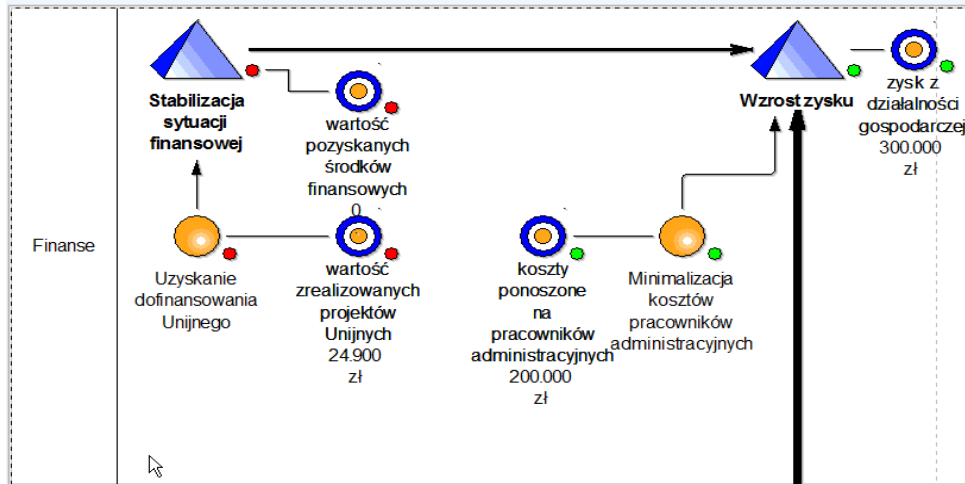 Finanse
Stabilizacja
sytuacji
finansowej
wartość
pozyskanych
środków
finansowych
0
Wzrost zysku
zysk z
działalności
gospodarczej
300.000
zł
Uzyskanie
dofinansowania
Unijnego
wartość
zrealizowanych
projektów
Unijnych
24.900
zł
koszty
ponoszone
na
pracowników
administracyjnych
200.000
zł
Minimalizacja
kosztów
pracowników
administracyjnych